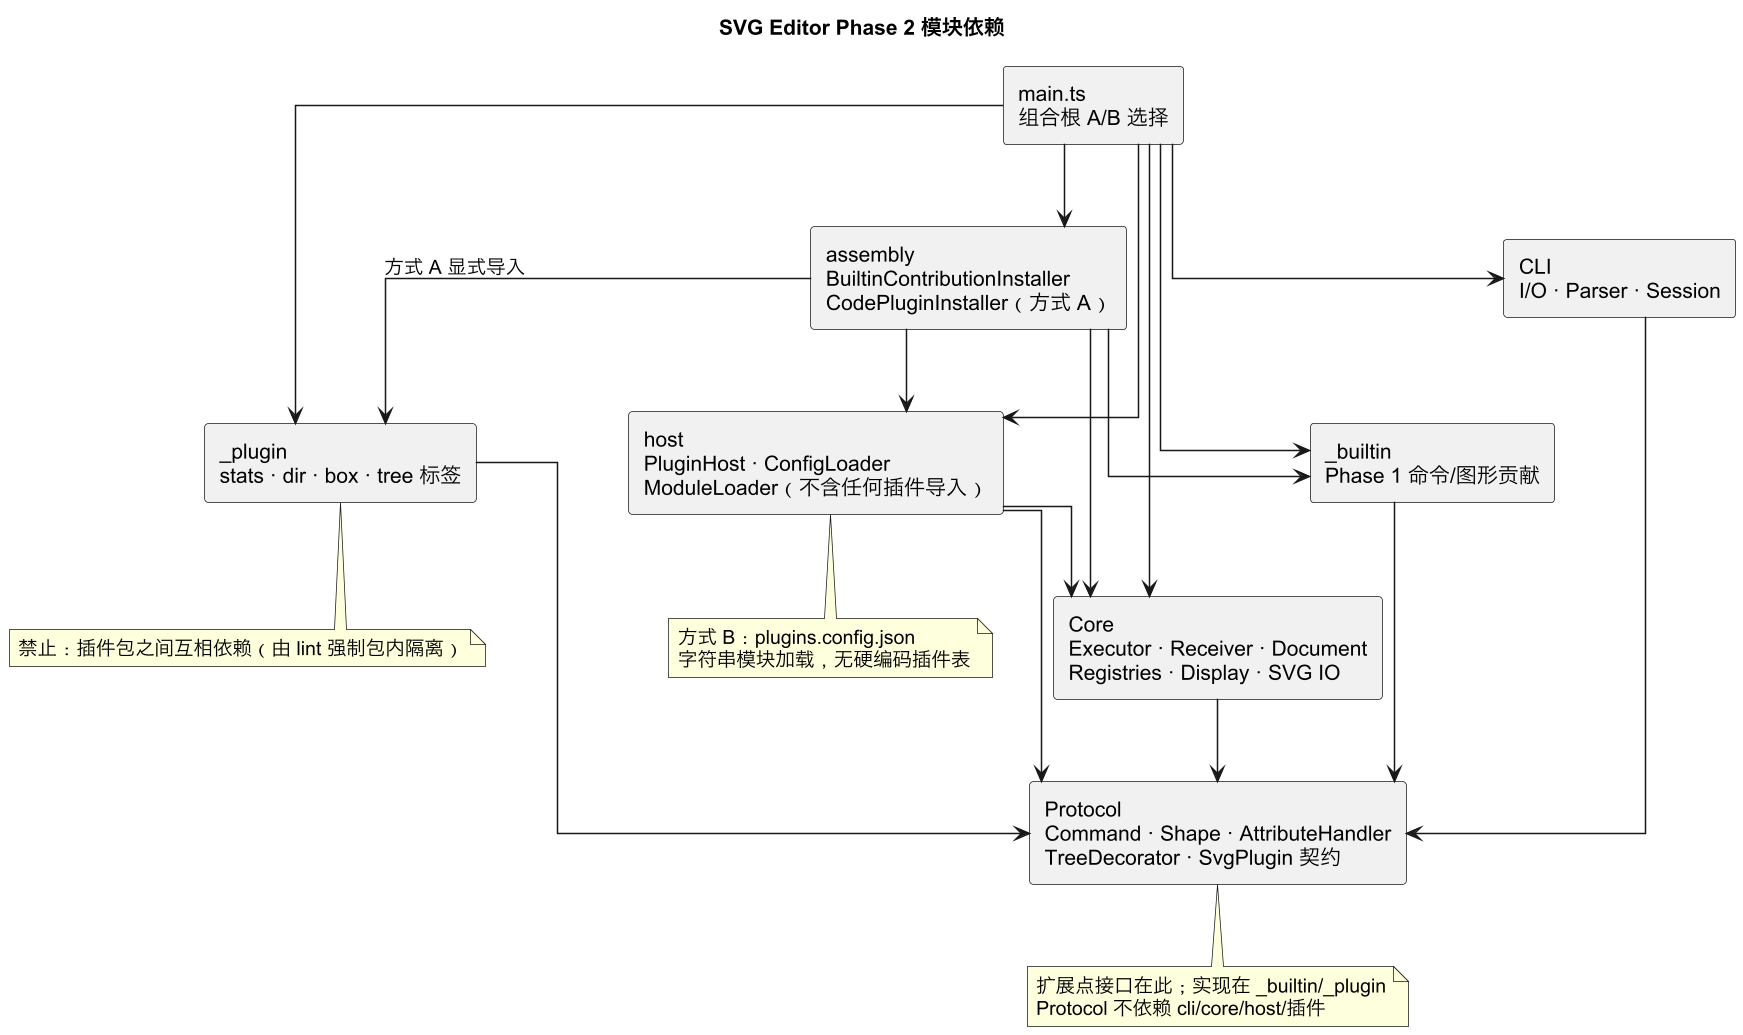 SVG Editor Phase 2 模块依赖
main.ts
组合根 A/B 选择
assembly
BuiltinContributionInstaller
CodePluginInstaller（方式 A）
方式 A 显式导入
CLI
I/O · Parser · Session
_plugin
stats · dir · box · tree 标签
host
PluginHost · ConfigLoader
ModuleLoader（不含任何插件导入）
_builtin
Phase 1 命令/图形贡献
禁止：插件包之间互相依赖（由 lint 强制包内隔离）
方式 B：plugins.config.json
字符串模块加载，无硬编码插件表
Core
Executor · Receiver · Document
Registries · Display · SVG IO
Protocol
Command · Shape · AttributeHandler
TreeDecorator · SvgPlugin 契约
扩展点接口在此；实现在 _builtin/_plugin
Protocol 不依赖 cli/core/host/插件